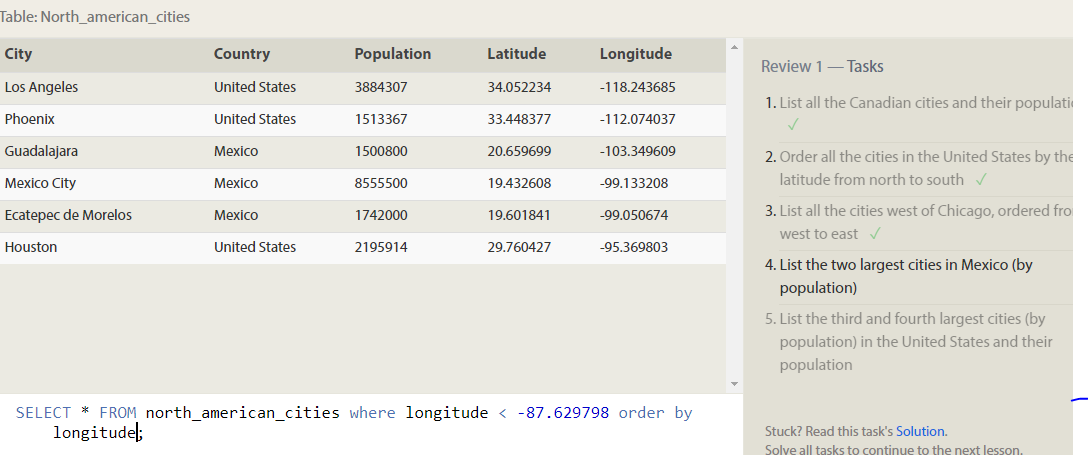 Table: North_american_cities
City Country Population Latitude Longitude
Los Angeles United States 3884307 34.052234 -118.243685
Phoenix United States 1513367 33.448377 -112.074037
Guadalajara Mexico 1500800 20.659699 -103.349609
Mexico City Mexico 8555500 19.432608 -99.133208
Ecatepec de Morelos Mexico 1742000 19.601841 -99.050674
Houston United States 2195914 29.760427 -95.369803
SELECT * FROM north_american_cities where longitude < -87.629798 order by
longitude;
Review 1 — Tasks
1. List all the Canadian cities and their populatio
✓
2. Order all the cities in the United States by the
latitude from north to south ✓
3. List all the cities west of Chicago, ordered fro
west to east ✓
4. List the two largest cities in Mexico (by
population)
5. List the third and fourth largest cities (by
population) in the United States and their
population
Stuck? Read this task's Solution.
Solve all tasks to continue to the next lesson.